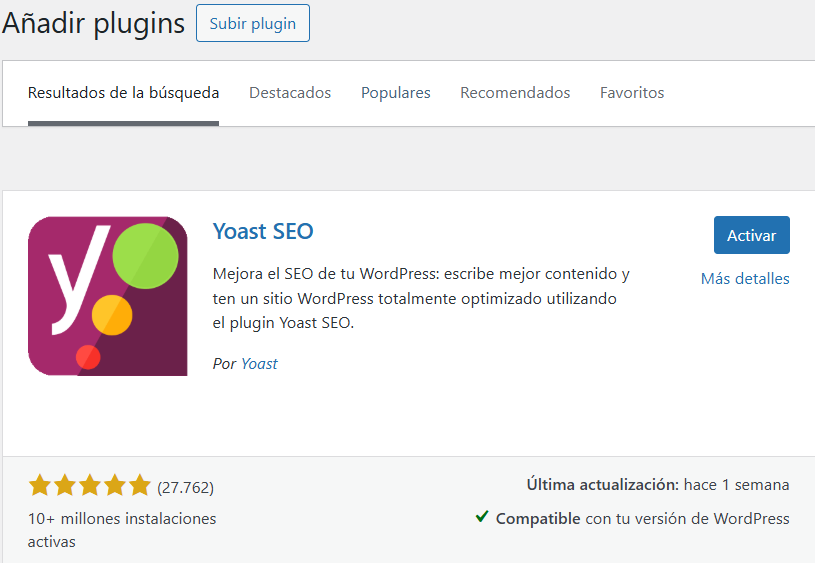 Añadir plugins
Subir plugin
Resultados de la búsqueda
Destacados
Populares
Recomendados
Favoritos
y
Yoast SEO
Activar
Mejora el SEO de tu WordPress: escribe mejor contenido y
ten un sitio WordPress totalmente optimizado utilizando
el plugin Yoast SEO.
Más detalles
Por Yoast
(27.762)
Última actualización: hace 1 semana
10+ millones instalaciones
activas
Compatible con tu versión de WordPress